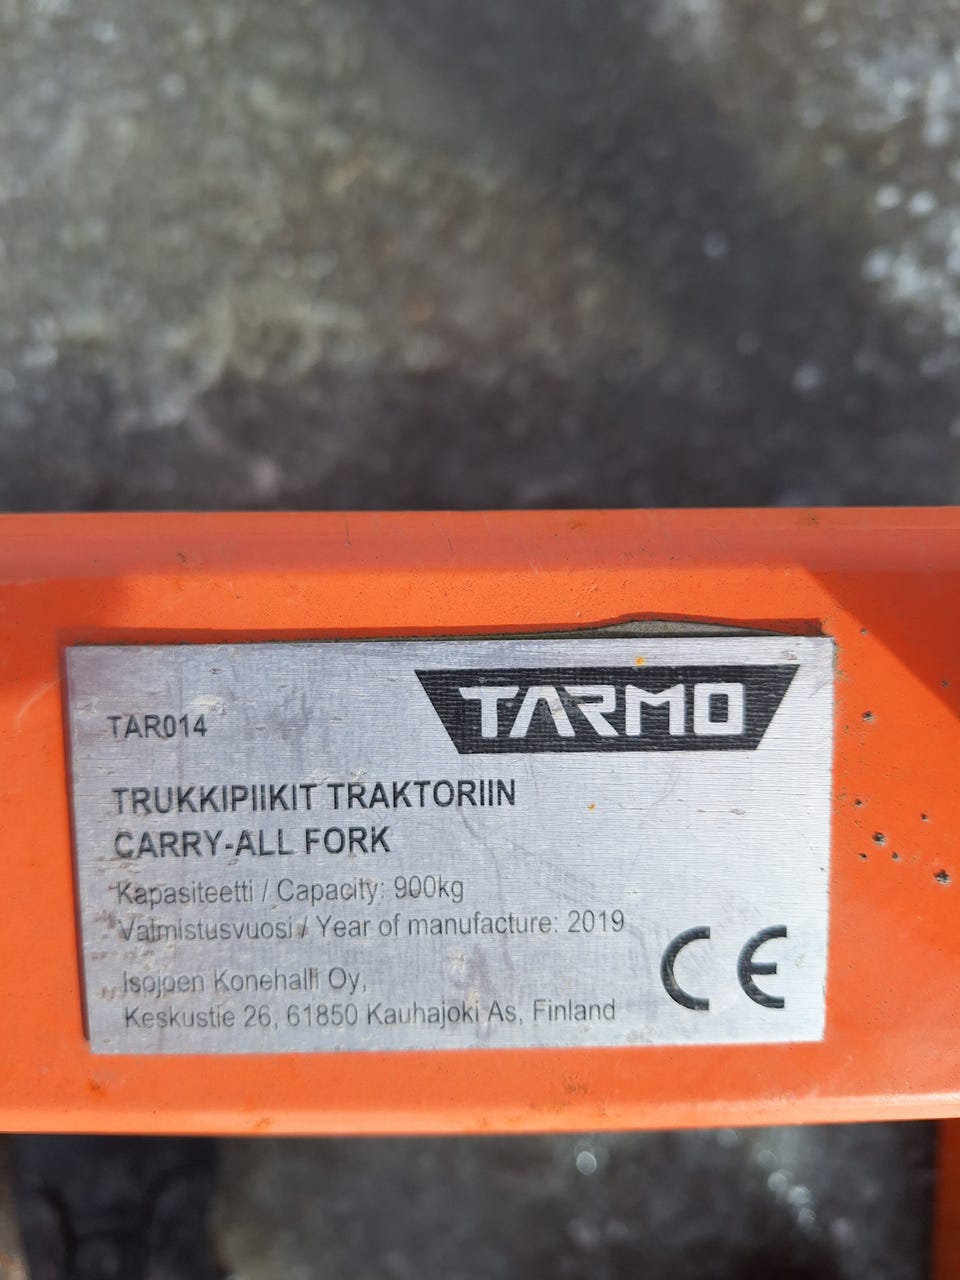 TARMO
TAR014
TRUKKIPIIKIT TRAKTORIIN
CARRY-ALL FORK
Kapasiteetti / Capacity: 900kg
Valmistusvuosi / Year of manufacture: 2019
Isojoen Konehalli Oy,
Keskustie 26, 61850 Kauhajoki As, Finland
CE